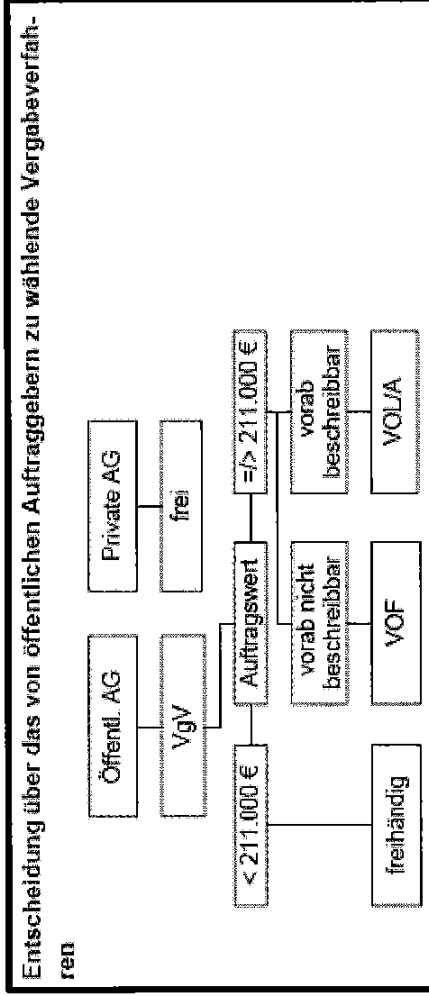 Entscheidung über das von öffentlichen Auftraggebern zu wählende Vergabeverfah-
ren
Öffentl. AG
Private AG
VgV
frei
< 211.000 €
Auftragswert
=/> 211.000 €
vorab nicht
beschreibbar
vorab
beschreibbar
freihändig
VOF
VOL/A